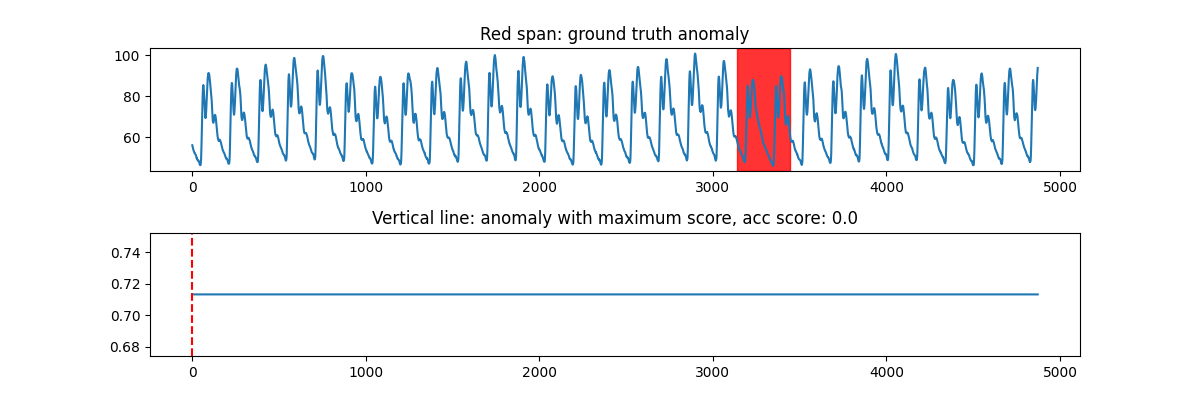 Red span: ground truth anomaly
100
80
60
0 1000 2000 3000 4000 5000
Vertical line: anomaly with maximum score, acc score: 0.0
0.74
0.72
0.70
0.68
0 1000 2000 3000 4000 5000